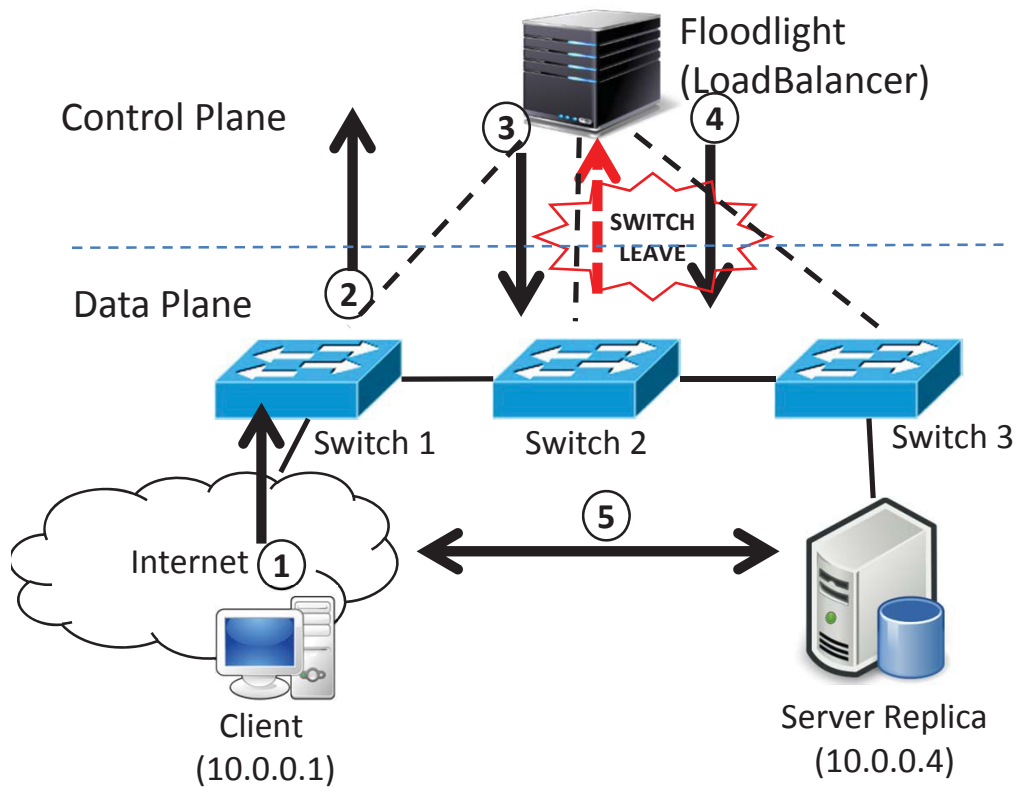 Floodlight
(LoadBalancer)
Control Plane
3
4
SWITCH
LEAVE
2
Data Plane
Switch 1
Switch 2
Switch 3
5
Internet
1
Client
(10.0.0.1)
Server Replica
(10.0.0.4)